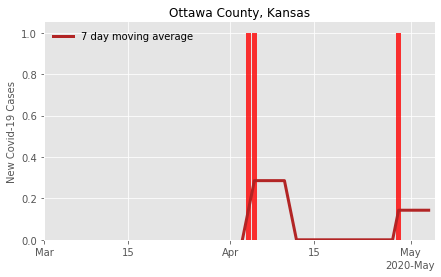 Ottawa County, Kansas
7 day moving average
New Covid-19 Cases
1.0
0.8
0.6
0.4
0.2
0.0
Mar
15
Apr
15
May
2020-May